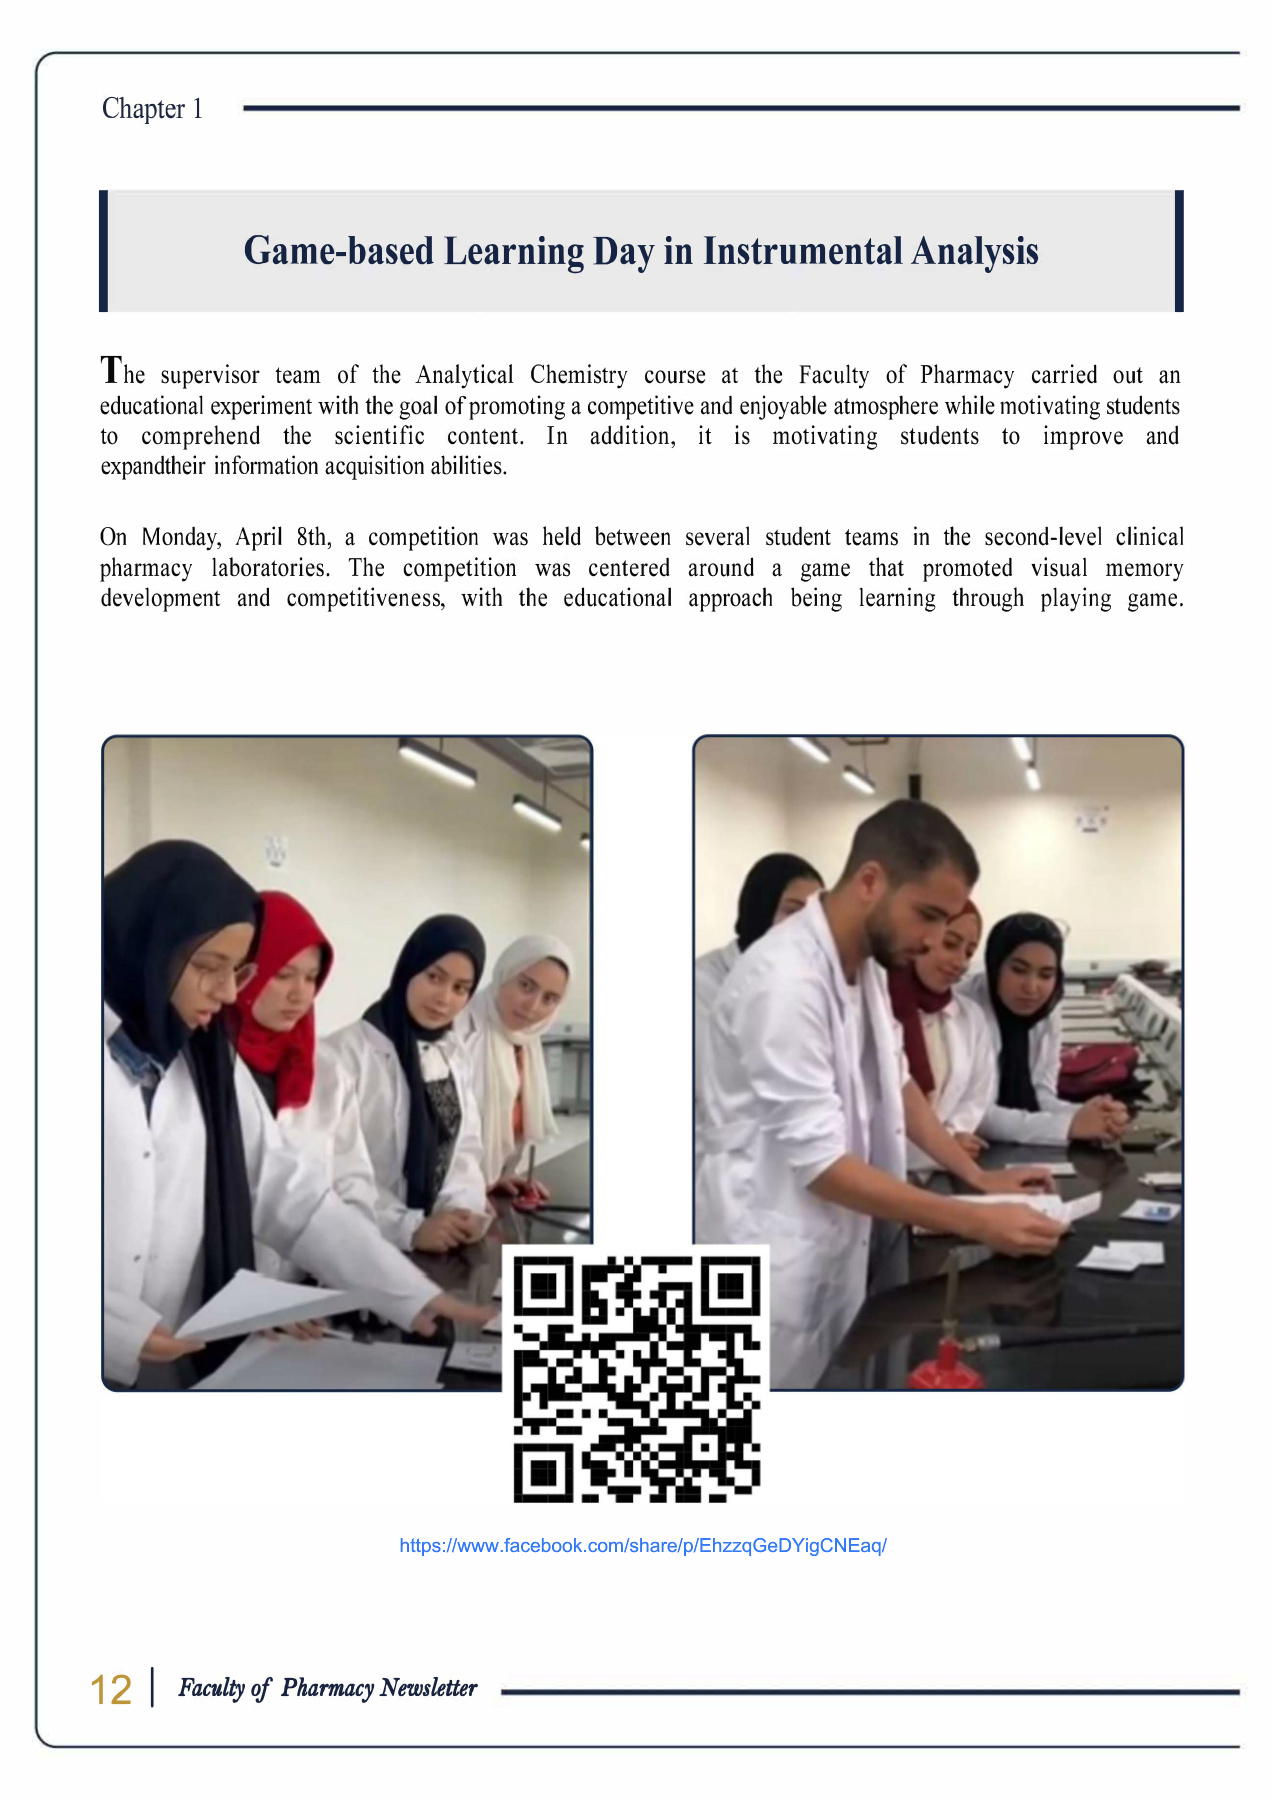 Chapter 1
Game-based Learning Day in Instrumental Analysis
The supervisor team of the Analytical Chemistry course at the Faculty of Pharmacy carried out an
educational experiment with the goal of promoting a competitive and enjoyable atmosphere while motivating students
to comprehend the scientific content. In addition, it is motivating students to improve and
expandtheir information acquisition abilities.
On Monday, April 8th, a competition was held between several student teams in the second-level clinical
pharmacy laboratories. The competition was centered around a game that promoted visual memory
development and competitiveness, with the educational approach being learning through playing game.
https://www.facebook.com/share/p/EhzzqGeDYigCNEaq/
12 | Faculty of Pharmacy Newsletter